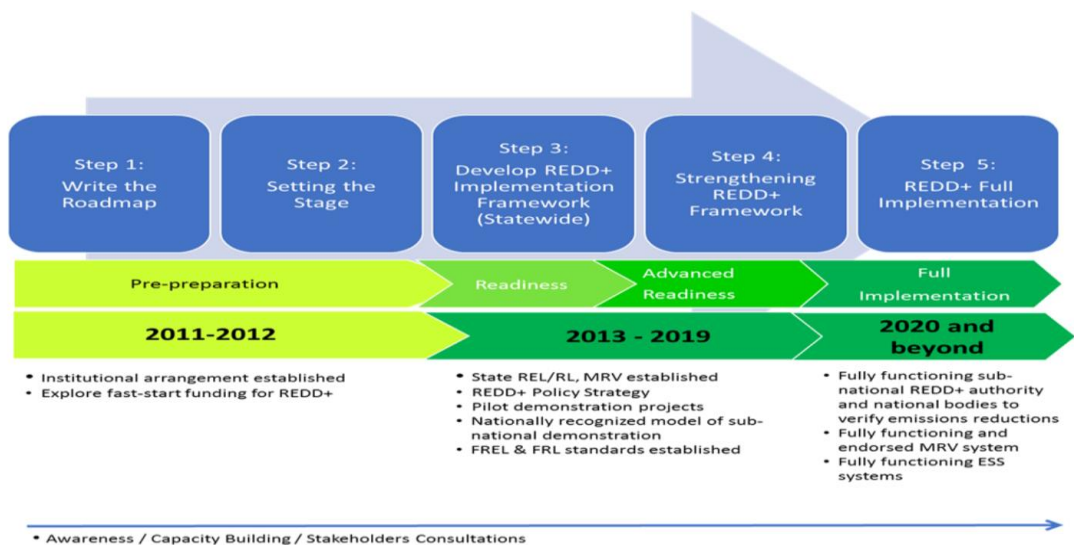 Step 1:
Write the
Roadmap
Step 2:
Setting the
Stage
Step 3:
Develop REDD+
Implementation
Framework
(Statewide)
Step 4:
Strengthening
REDD+
Framework
Step 5:
REDD+ Full
Implementation
Pre-preparation
Readiness
Advanced
Readiness
Full
Implementation
2011-2012
2013 - 2019
2020 and
beyond
• Institutional arrangement established
• Explore fast-start funding for REDD+
• State REL/RL, MRV established
• REDD+ Policy Strategy
• Pilot demonstration projects
• Nationally recognized model of sub-
national demonstration
• FREL & FRL standards established
• Fully functioning sub-
national REDD+ authority
and national bodies to
verify emissions reductions
• Fully functioning and
endorsed MRV system
• Fully functioning ESS
systems
• Awareness / Capacity Building / Stakeholders Consultations